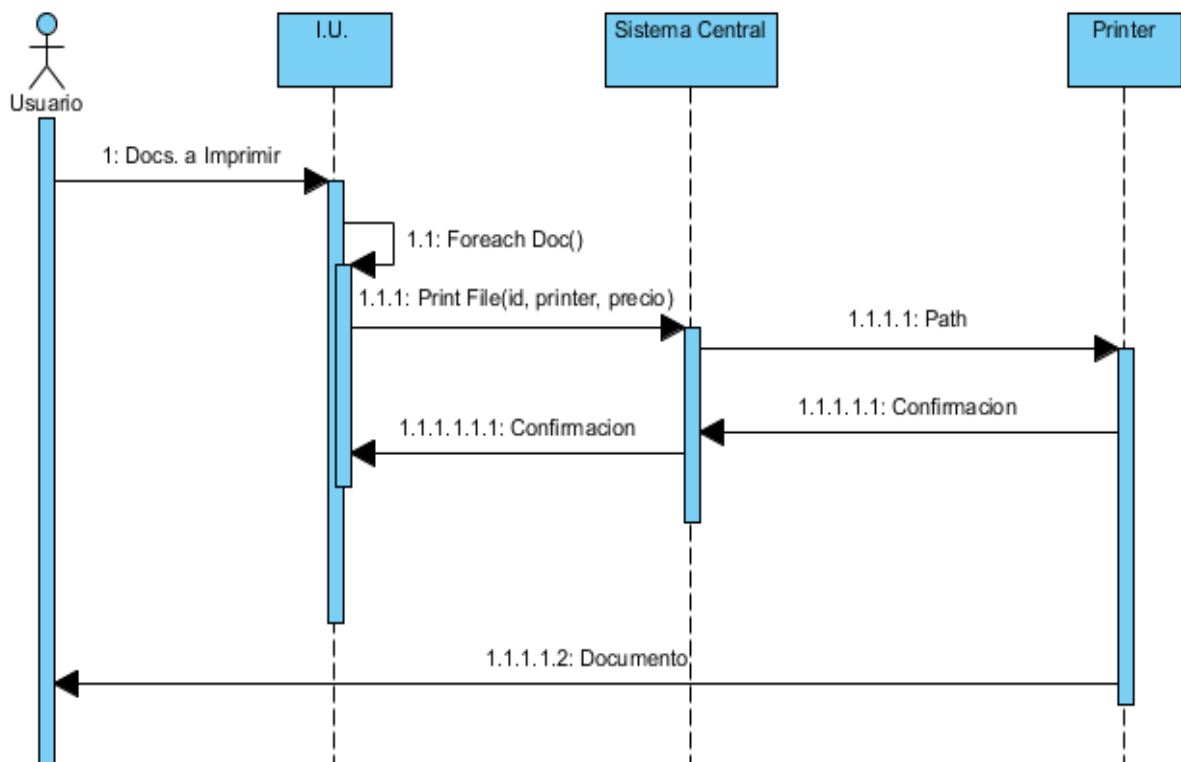 I.U.
Sistema Central
Printer
Usuario
1: Docs. a Imprimir
1.1: Foreach Doc()
1.1.1: Print File(id, printer, precio)
1.1.1.1: Path
1.1.1.1.1: Confirmacion
1.1.1.1.1.1: Confirmacion
1.1.1.1.2: Documento